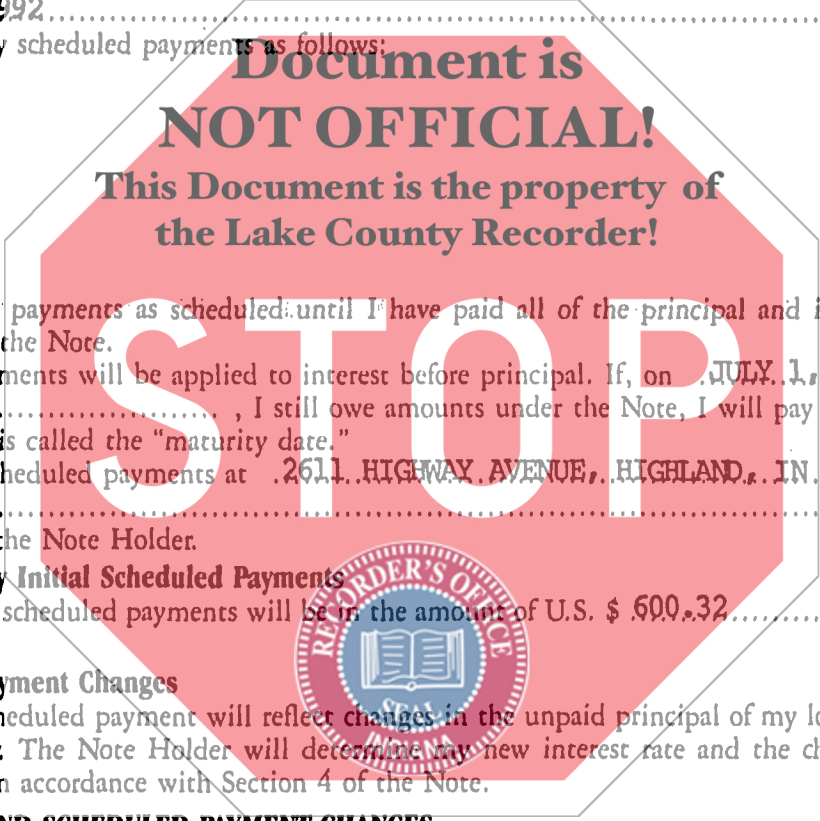 992
scheduled payments as follows:
Document is
NOT OFFICIAL!
This Document is the property of
the Lake County Recorder!
payments as scheduled until I have paid all of the principal and i
the Note.
ments will be applied to interest before principal. If, on JULY 1,
, I still owe amounts under the Note, I will pay
is called the "maturity date."
heduled payments at 2611 HIGHWAY AVENUE, HIGHLAND, IN.
STOP
he Note Holder.
y Initial Scheduled Payments
scheduled payments will be in the amount of U.S. $ 600.32
RECORDER'S OFFICE
SEAL
INDIANA
yment Changes
heduled payment will reflect changes in the unpaid principal of my lo
. The Note Holder will determine my new interest rate and the ch
n accordance with Section 4 of the Note.
ND SCHEDULED PAYMENT CHANGES